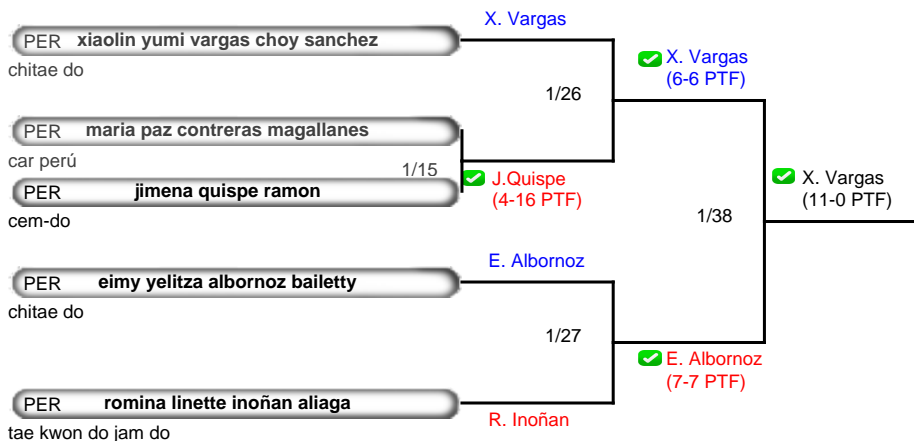 X. Vargas
PER xiaolin yumi vargas choy sanchez
chitae do
X. Vargas
(6-6 PTF)
1/26
PER maria paz contreras magallanes
car perú
1/15
J.Quispe
(4-16 PTF)
PER jimena quispe ramon
cem-do
X. Vargas
(11-0 PTF)
1/38
E. Albornoz
PER eimy yelitza albornoz bailetty
chitae do
1/27
E. Albornoz
(7-7 PTF)
PER romina linette inoñan aliaga
R. Inoñan
tae kwon do jam do